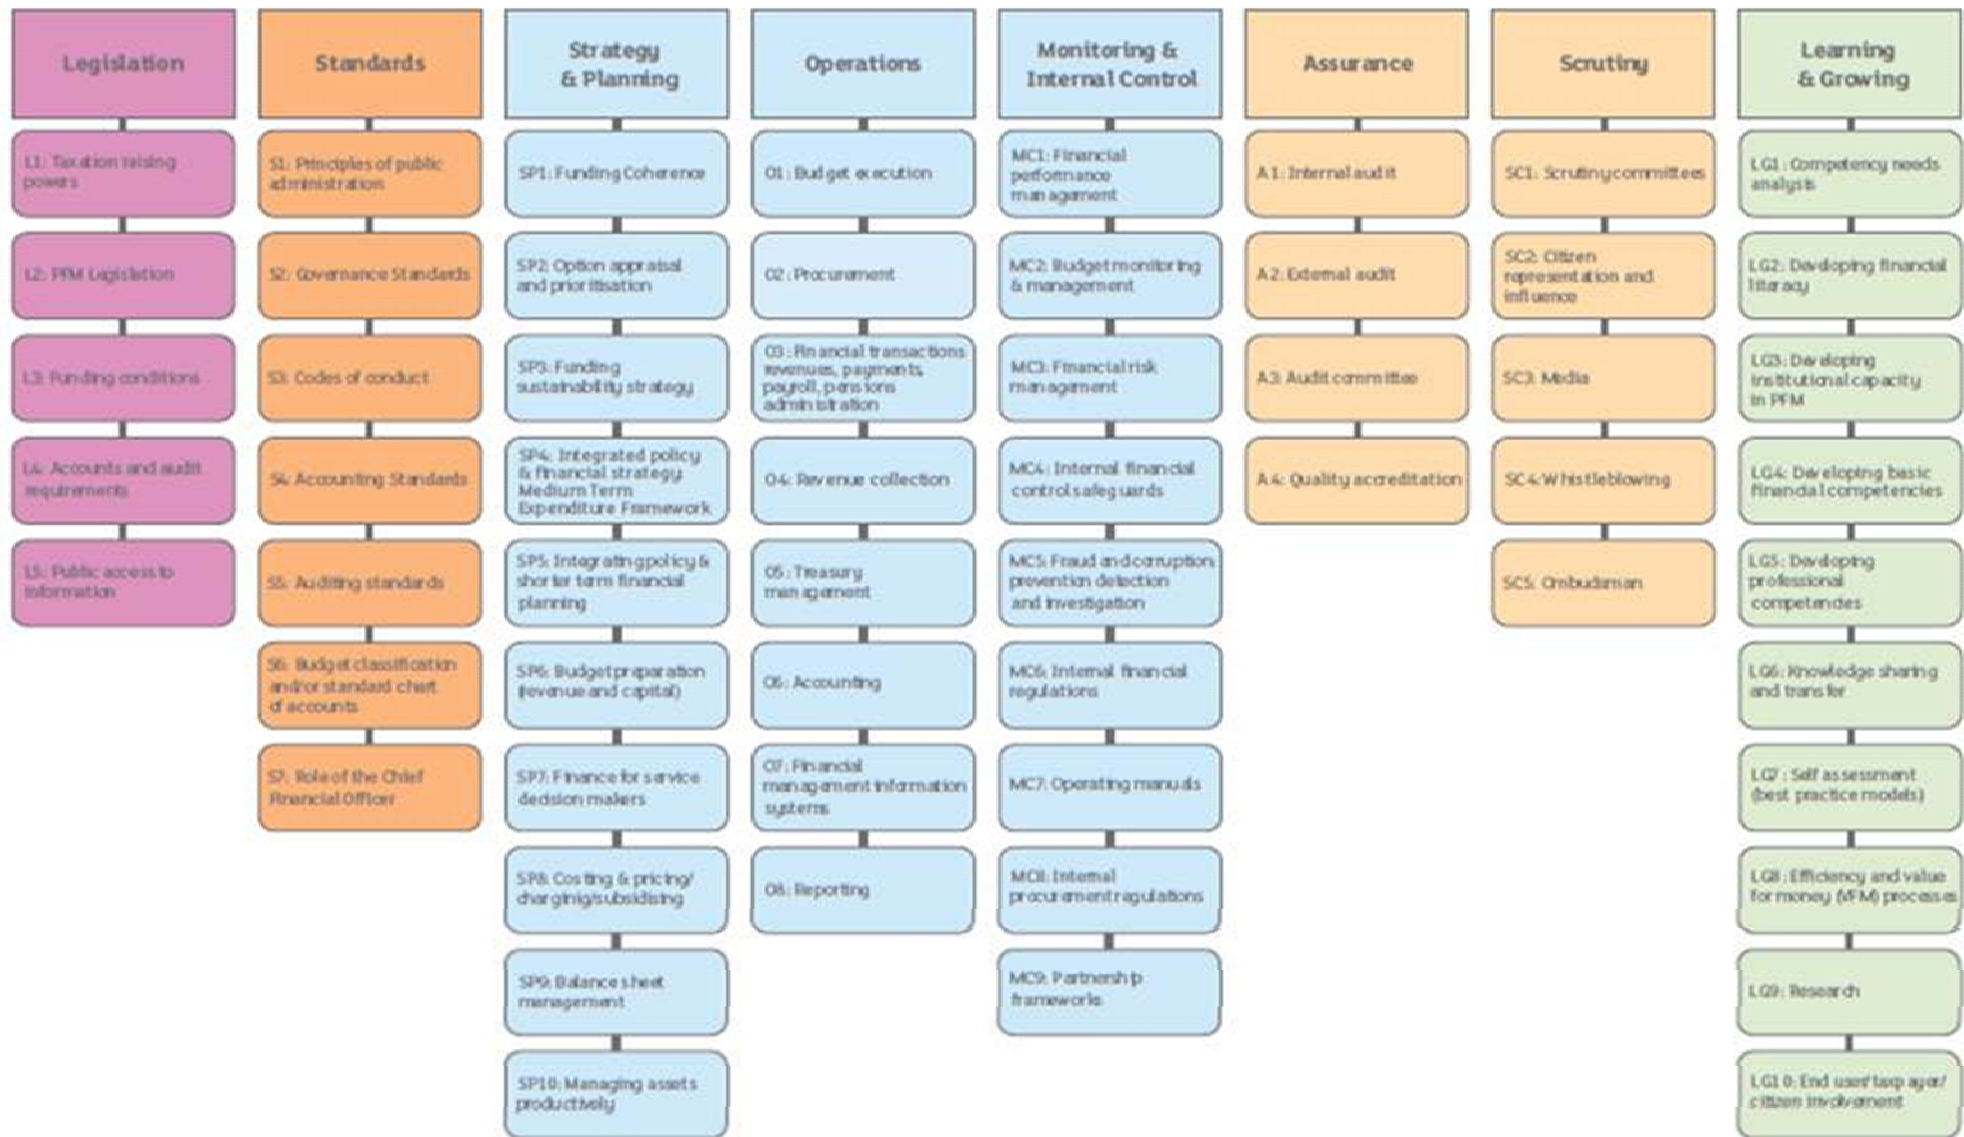 Legislation
L1: Taxation raising
powers
L2: PFM Legislation
L3: Funding conditions
L4: Accounts and audit
requirements
L5: Public access to
information
Standards
S1: Principles of public
administration
S2: Governance Standards
S3: Codes of conduct
S4: Accounting Standards
S5: Auditing standards
S6: Budget classification
and/or standard chart
of accounts
S7: Role of the Chief
Financial Officer
Strategy
& Planning
SP1: Funding Coherence
SP2: Option appraisal
and prioritisation
SP3: Funding
sustainability strategy
SP4: Integrated policy
& financial strategy
Medium Term
Expenditure Framework
SP5: Integrating policy &
shorter term financial
planning
SP6: Budget preparation
(revenue and capital)
SP7: Finance for service
decision makers
SP8: Costing & pricing/
charginig/subsidising
SP9: Balance sheet
management
SP10: Managing assets
productively
Operations
O1: Budget execution
O2: Procurement
O3: Financial transactions
revenues, payments,
payroll, pensions
administration
O4: Revenue collection
O5: Treasury
management
O6: Accounting
O7: Financial
management information
systems
O8: Reporting
Monitoring &
Internal Control
MC1: Financial
performance
management
MC2: Budget monitoring
& management
MC3: Financial risk
management
MC4: Internal financial
control safeguards
MC5: Fraud and corruption
prevention detection
and investigation
MC6: Internal financial
regulations
MC7: Operating manuals
MC8: Internal
procurement regulations
MC9: Partnership
frameworks
Assurance
A1: Internal audit
A2: External audit
A3: Audit committee
A4: Quality accreditation
Scrutiny
SC1: Scrutiny committees
SC2: Citizen
representation and
influence
SC3: Media
SC4: Whistleblowing
SC5: Ombudsman
Learning
& Growing
LG1: Competency needs
analysis
LG2: Developing financial
literacy
LG3: Developing
institutional capacity
in PFM
LG4: Developing basic
financial competencies
LG5: Developing
professional
competencies
LG6: Knowledge sharing
and transfer
LG7: Self assessment
(best practice models)
LG8: Efficiency and value
for money (VFM) processes
LG9: Research
LG10: End user/taxpayer/
citizen involvement